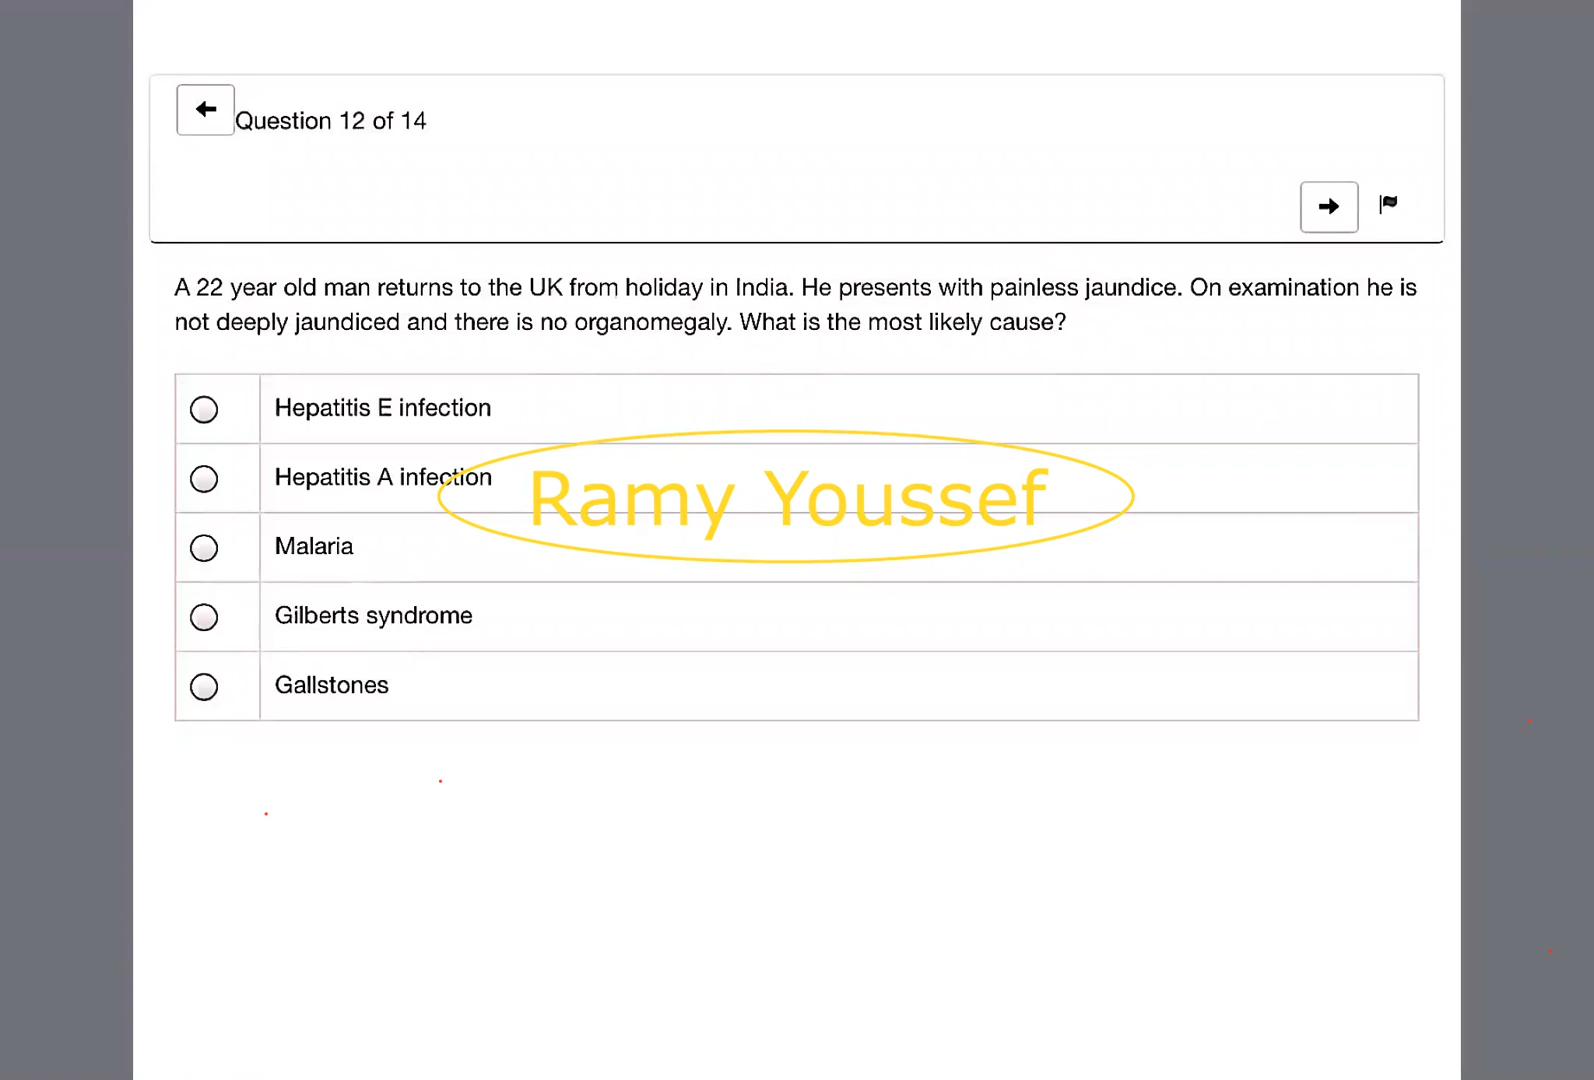 Question 12 of 14
A 22 year old man returns to the UK from holiday in India. He presents with painless jaundice. On examination he is
not deeply jaundiced and there is no organomegaly. What is the most likely cause?
Hepatitis E infection
Hepatitis A infection
Ramy Youssef
Malaria
Gilberts syndrome
Gallstones